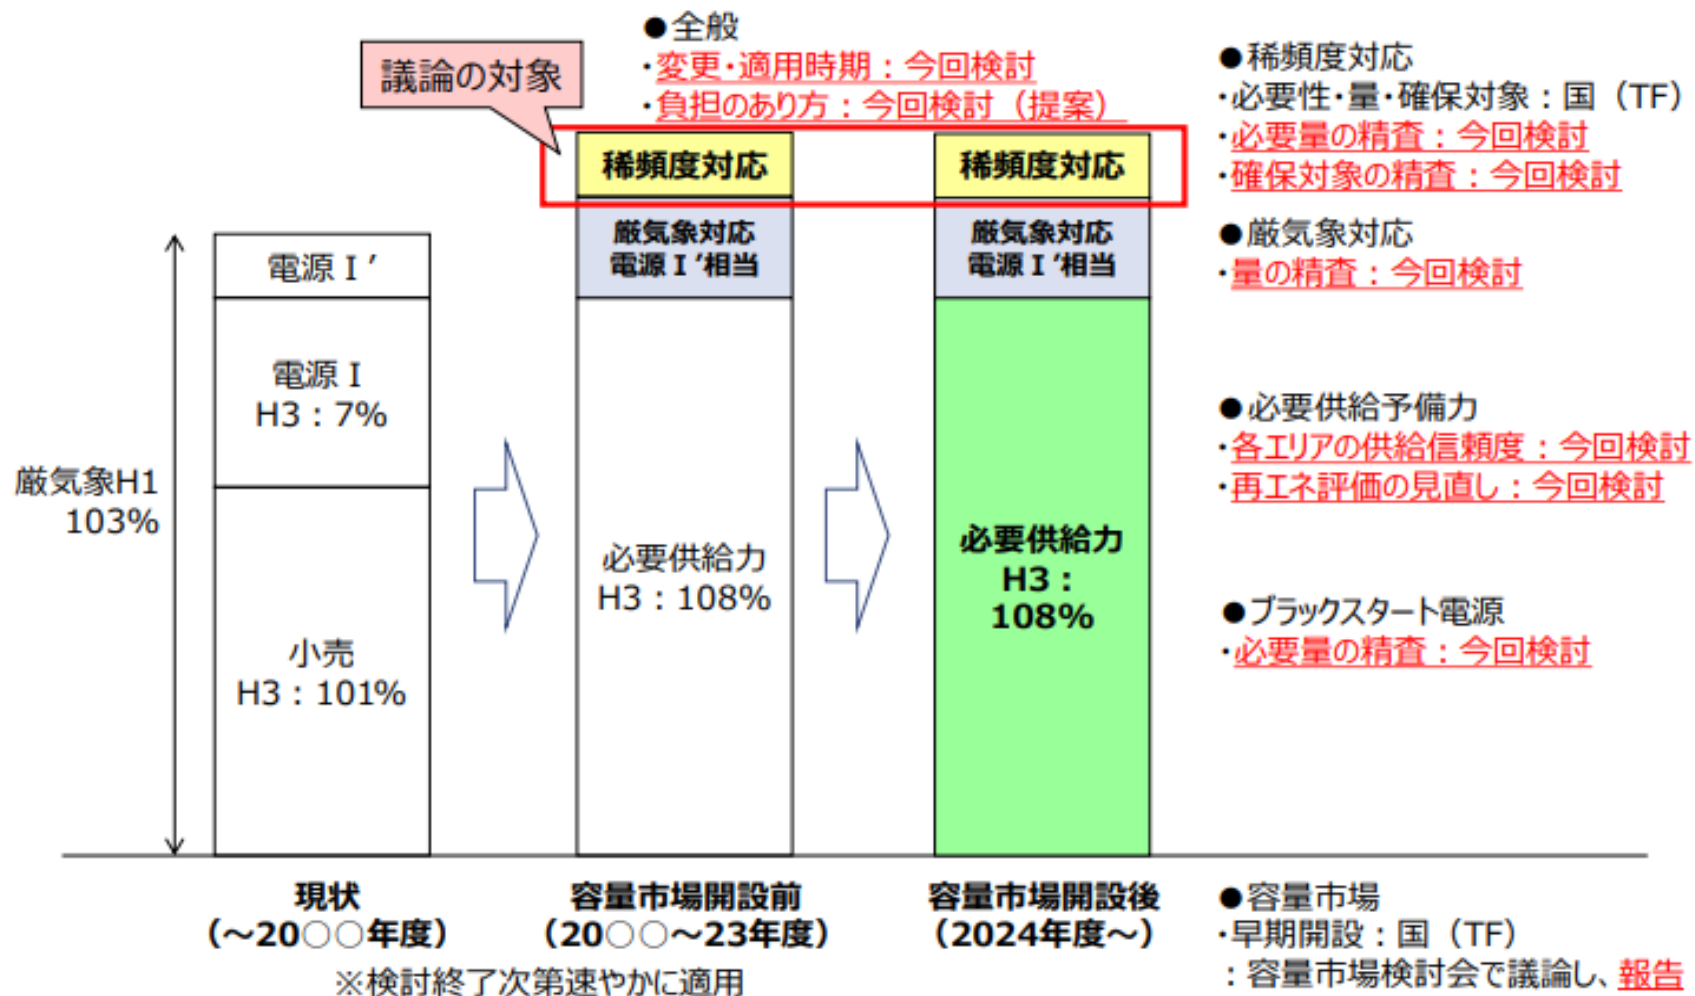 ●全般
・変更・適用時期：今回検討
・負担のあり方：今回検討（提案）
議論の対象
稀頻度対応
稀頻度対応
厳気象対応
電源Ⅰ′相当
厳気象対応
電源Ⅰ′相当
電源Ⅰ′
電源Ⅰ
H3：7%
厳気象H1
103%
小売
H3：101%
必要供給力
H3：108%
必要供給力
H3：
108%
●稀頻度対応
・必要性・量・確保対象：国（TF）
・必要量の精査：今回検討
・確保対象の精査：今回検討
●厳気象対応
・量の精査：今回検討
●必要供給予備力
・各エリアの供給信頼度：今回検討
・再エネ評価の見直し：今回検討
●ブラックスタート電源
・必要量の精査：今回検討
現状
（～20○○年度）
容量市場開設前
（20○○～23年度）
容量市場開設後
（2024年度～）
※検討終了次第速やかに適用
●容量市場
・早期開設：国（TF）
：容量市場検討会で議論し、報告